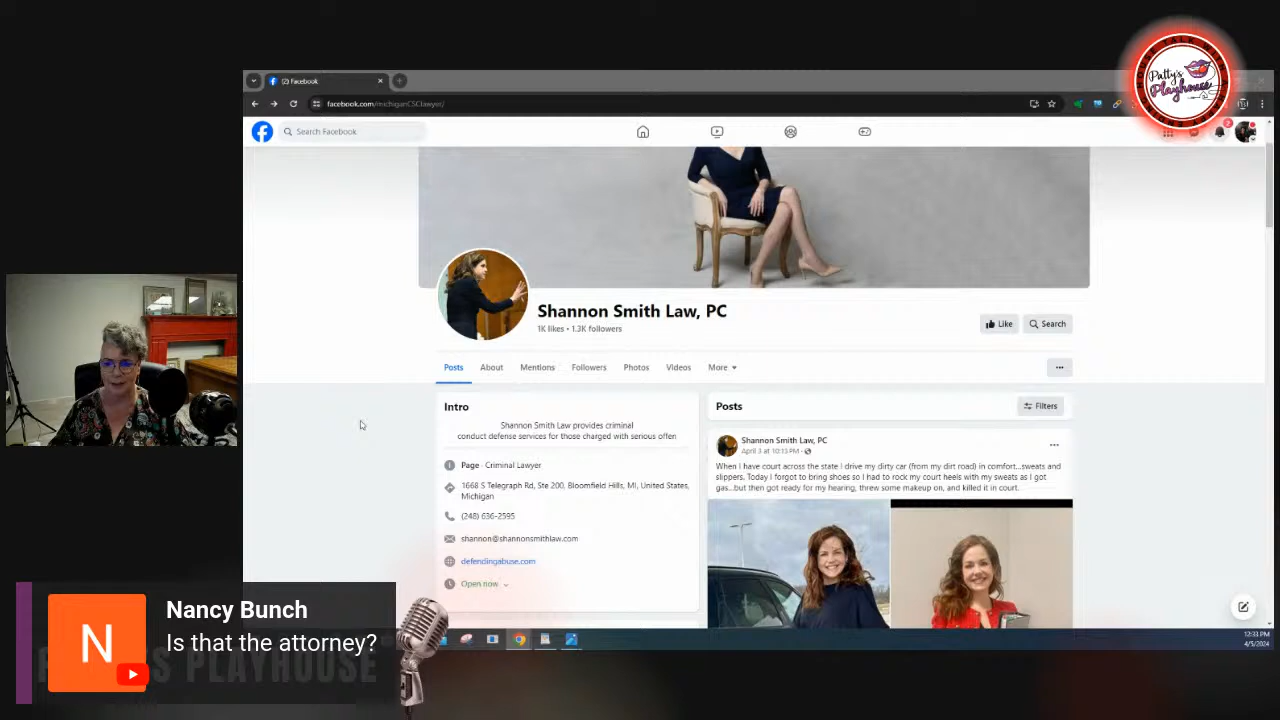 Patty's
Playhouse
(2) Facebook
facebook.com/michiganCSClawyer/
Search Facebook
2
Shannon Smith Law, PC
1K likes • 1.3K followers
Like
Search
Posts
About
Mentions
Followers
Photos
Videos
More
Intro
Shannon Smith Law provides criminal
conduct defense services for those charged with serious offen
Page · Criminal Lawyer
1668 S Telegraph Rd, Ste 200, Bloomfield Hills, MI, United States,
Michigan
(248) 636-2595
shannon@shannonsmithlaw.com
defendingabuse.com
Open now
Posts
Filters
Shannon Smith Law, PC
April 3 at 10:13 PM
When I have court across the state I drive my dirty car (from my dirt road) in comfort...sweats and
slippers. Today I forgot to bring shoes so I had to rock my court heels with my sweats as I got
gas...but then got ready for my hearing, threw some makeup on, and killed it in court.
12:33 PM
4/5/2024
N
Nancy Bunch
Is that the attorney?
PLAYHOUSE